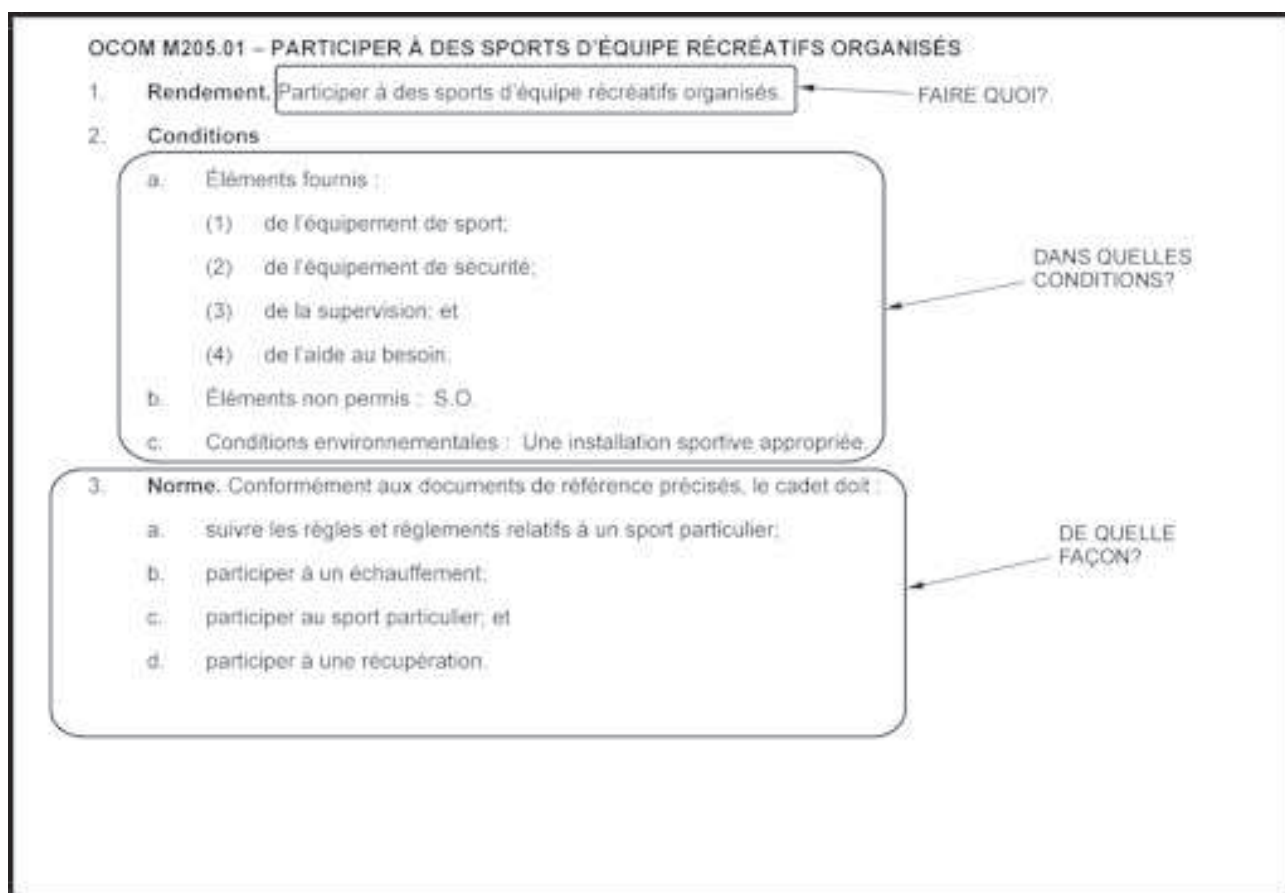 OCOM M205.01 – PARTICIPER À DES SPORTS D'ÉQUIPE RÉCRÉATIFS ORGANISÉS
1. Rendement. Participer à des sports d'équipe récréatifs organisés. FAIRE QUOI?
2. Conditions
a. Éléments fournis :
(1) de l'équipement de sport;
(2) de l'équipement de sécurité;
(3) de la supervision; et
(4) de l'aide au besoin.
DANS QUELLES
CONDITIONS?
b. Éléments non permis : S.O.
c. Conditions environnementales : Une installation sportive appropriée.
3. Norme. Conformément aux documents de référence précisés, le cadet doit :
a. suivre les règles et règlements relatifs à un sport particulier;
b. participer à un échauffement;
c. participer au sport particulier; et
d. participer à une récupération.
DE QUELLE
FAÇON?